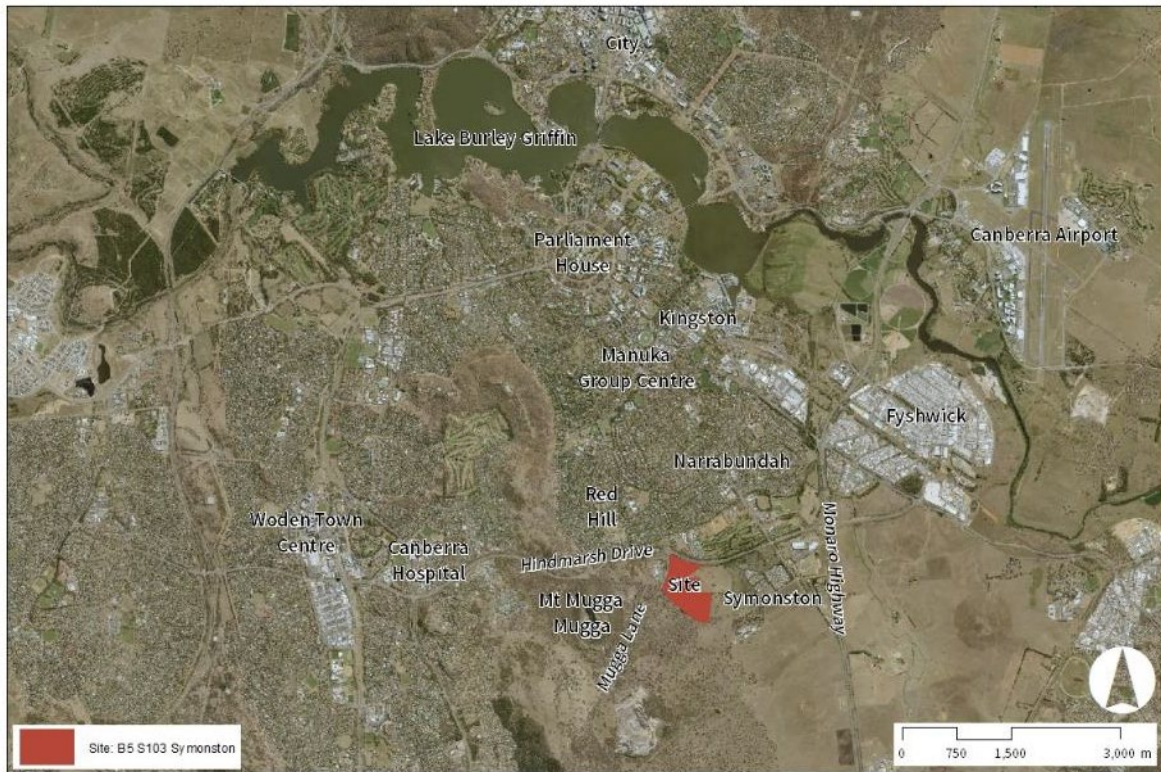 City
Lake Burley Griffin
Canberra Airport
Parliament
House
Kingston
Manuka
Group Centre
Fyshwick
Narrabundah
Red
Hill
Woden Town
Centre
Canberra
Hospital
Hindmarsh Drive
Monaro Highway
Site
Symonston
Mt Mugga
Mugga
Mugga Lane
Site: B5 S103 Symonston
0 750 1,500 3,000 m